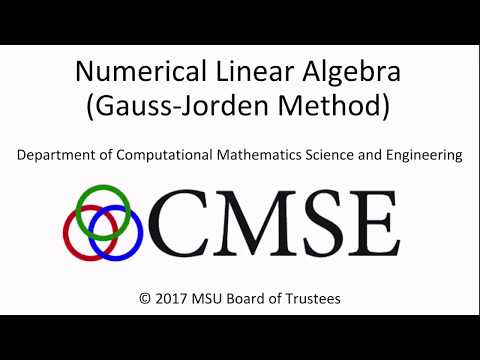 Numerical Linear Algebra
(Gauss-Jorden Method)
Department of Computational Mathematics Science and Engineering
CMSE
© 2017 MSU Board of Trustees